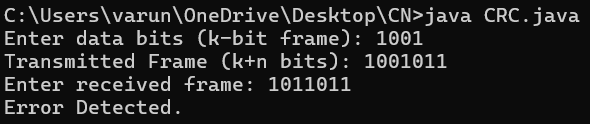 C:\Users\varun\OneDrive\Desktop\CN>java CRC.java
Enter data bits (k-bit frame): 1001
Transmitted Frame (k+n bits): 1001011
Enter received frame: 1011011
Error Detected.